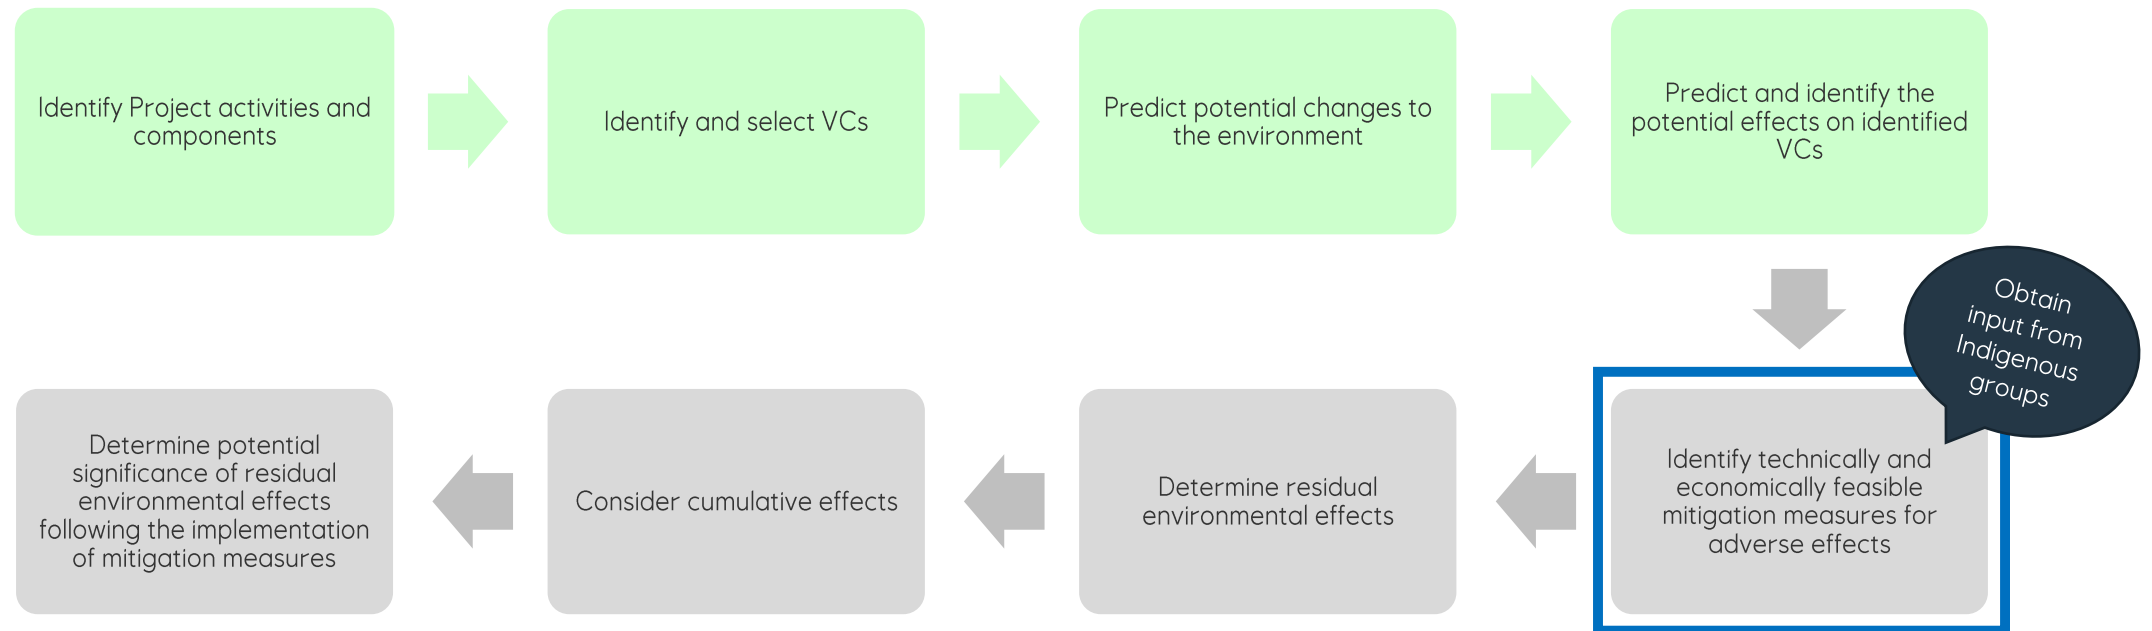 Identify Project activities and
components
Identify and select VCs
Predict potential changes to
the environment
Predict and identify the
potential effects on identified
VCs
Obtain
input from
Indigenous
groups
Identify technically and
economically feasible
mitigation measures for
adverse effects
Determine residual
environmental effects
Consider cumulative effects
Determine potential
significance of residual
environmental effects
following the implementation
of mitigation measures